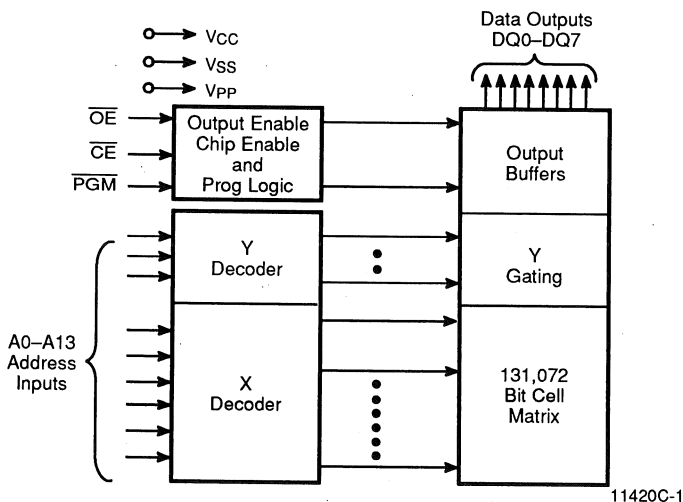 Data Outputs
DQ0–DQ7
VCC
VSS
VPP
OE
CE
PGM
Output Enable
Chip Enable
and
Prog Logic
Output
Buffers
Y
Decoder
Y
Gating
A0–A13
Address
Inputs
X
Decoder
131,072
Bit Cell
Matrix
11420C-1